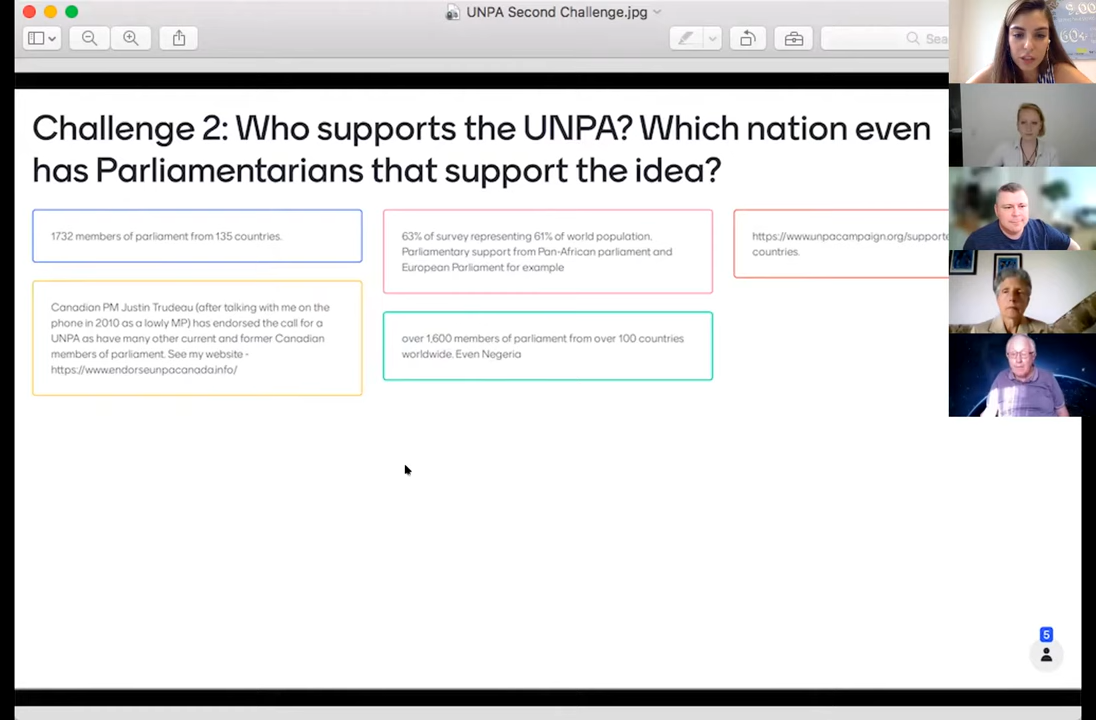 UNPA Second Challenge.jpg
Challenge 2: Who supports the UNPA? Which nation even
has Parliamentarians that support the idea?
1732 members of parliament from 135 countries.
Canadian PM Justin Trudeau (after talking with me on the
phone in 2010 as a lowly MP) has endorsed the call for a
UNPA as have many other current and former Canadian
members of parliament. See my website -
https://www.endorseunpacanada.info/
63% of survey representing 61% of world population.
Parliamentary support from Pan-African parliament and
European Parliament for example
over 1,600 members of parliament from over 100 countries
worldwide. Even Negeria
https://www.unpacampaign.org/supporte
countries.
Sea
5